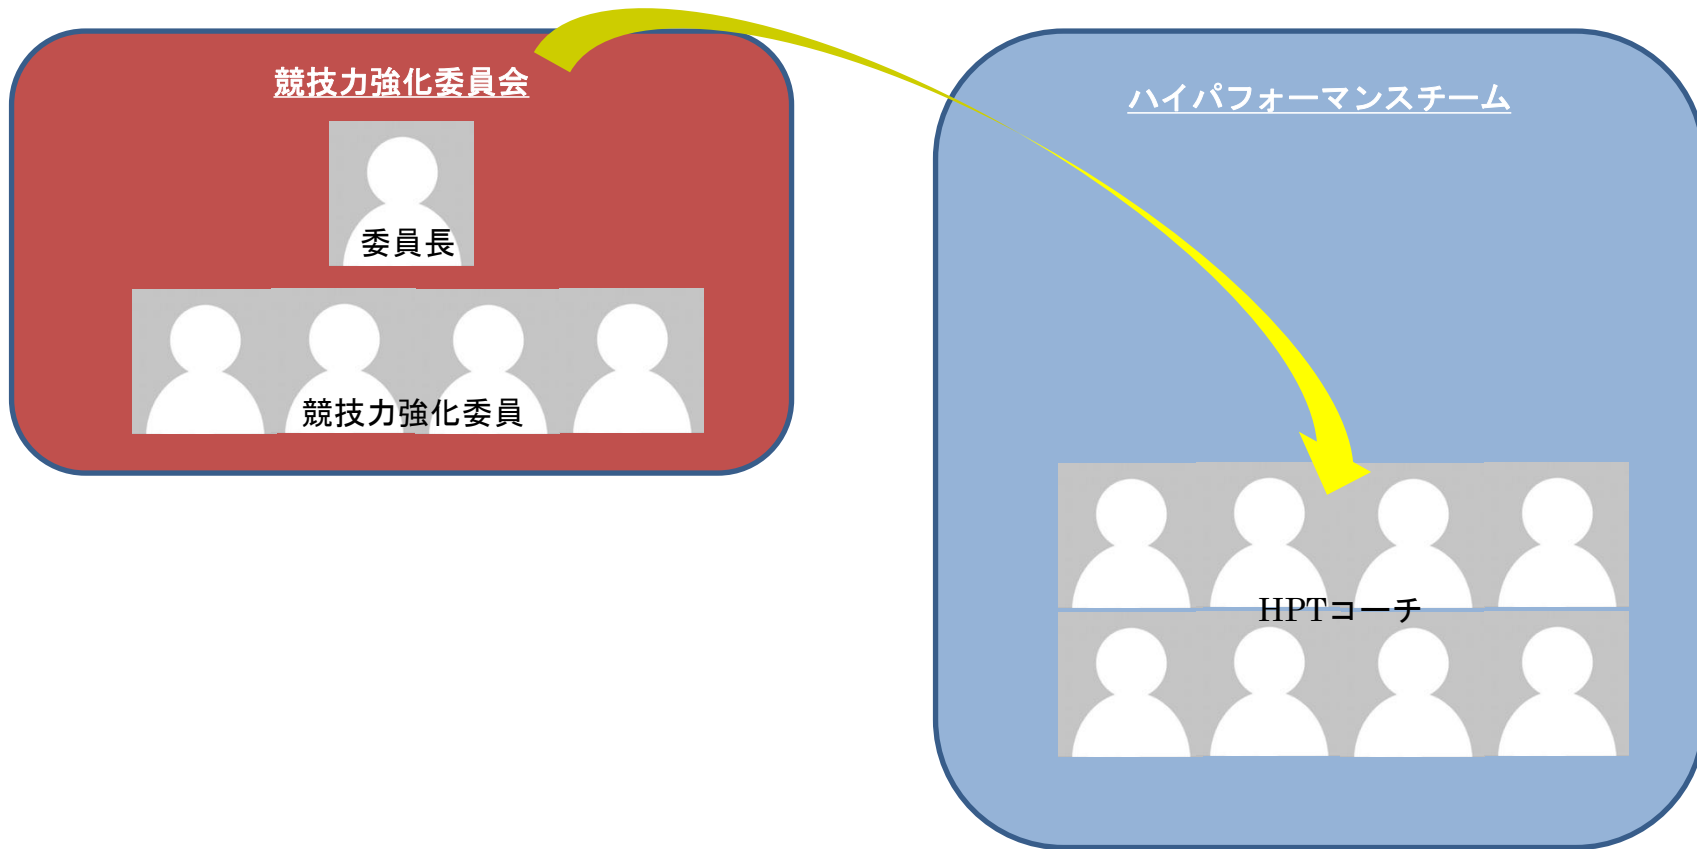 競技力強化委員会
委員長
競技力強化委員
ハイパフォーマンスチーム
HPTコーチ